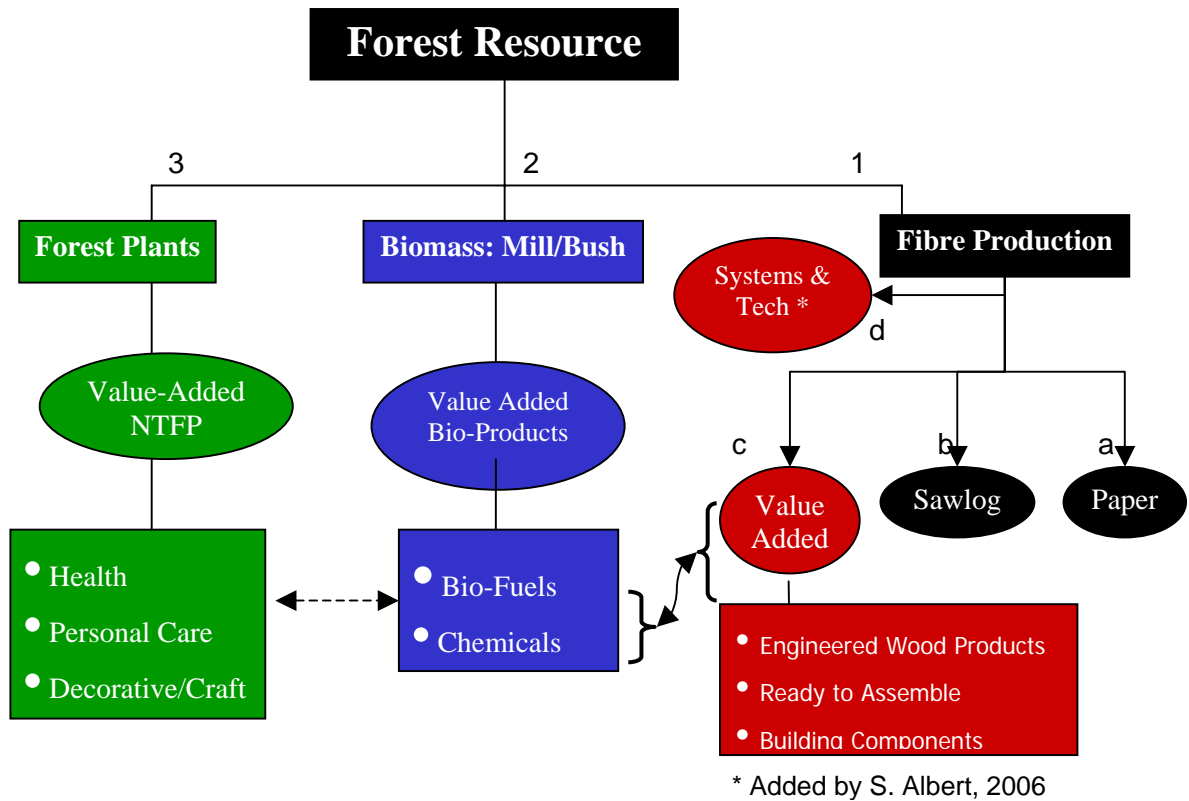 Forest Resource
3
2
1
Forest Plants
Biomass: Mill/Bush
Fibre Production
Systems &
Tech *
d
Value-Added
NTFP
Value Added
Bio-Products
c
b
a
Value
Added
Sawlog
Paper
• Health
• Personal Care
• Decorative/Craft
• Bio-Fuels
• Chemicals
• Engineered Wood Products
• Ready to Assemble
• Building Components
* Added by S. Albert, 2006